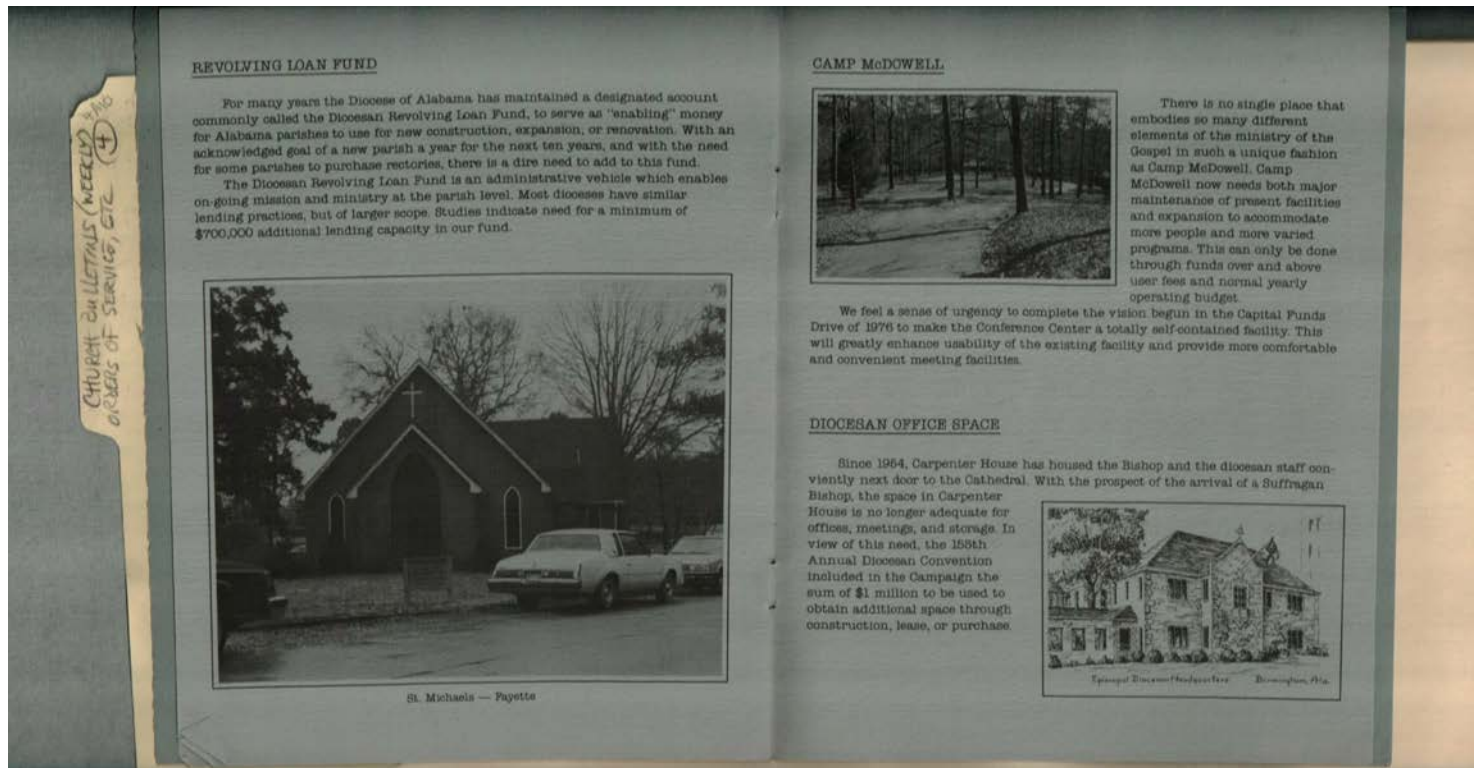 CHURCH BULLETINS (WEEKLY
ORDERS OF SERVICE, ETC (4)
REVOLVING LOAN FUND
For many years the Diocese of Alabama has maintained a designated account
commonly called the Diocesan Revolving Loan Fund, to serve as "enabling" money
for Alabama parishes to use for new construction, expansion, or renovation. With an
acknowledged goal of a new parish a year for the next ten years, and with the need
for some parishes to purchase rectories, there is a dire need to add to this fund.
The Diocesan Revolving Loan Fund is an administrative vehicle which enables
on-going mission and ministry at the parish level. Most dioceses have similar
lending practices, but of larger scope. Studies indicate need for a minimum of
$700,000 additional lending capacity in our fund.
St. Michaels — Fayette
CAMP McDOWELL
There is no single place that
embodies so many different
elements of the ministry of the
Gospel in such a unique fashion
as Camp McDowell. Camp
McDowell now needs both major
maintenance of present facilities
and expansion to accommodate
more people and more varied
programs. This can only be done
through funds over and above
user fees and normal yearly
operating budget.
We feel a sense of urgency to complete the vision begun in the Capital Funds
Drive of 1976 to make the Conference Center a totally self-contained facility. This
will greatly enhance usability of the existing facility and provide more comfortable
and convenient meeting facilities.
DIOCESAN OFFICE SPACE
Since 1964, Carpenter House has housed the Bishop and the diocesan staff con-
viently next door to the Cathedral. With the prospect of the arrival of a Suffragan
Bishop, the space in Carpenter
House is no longer adequate for
offices, meetings, and storage. In
view of this need, the 158th
Annual Diocesan Convention
included in the Campaign the
sum of $1 million to be used to
obtain additional space through
construction, lease, or purchase.
Episcopal Diocesan Headquarters Birmingham, Ala.